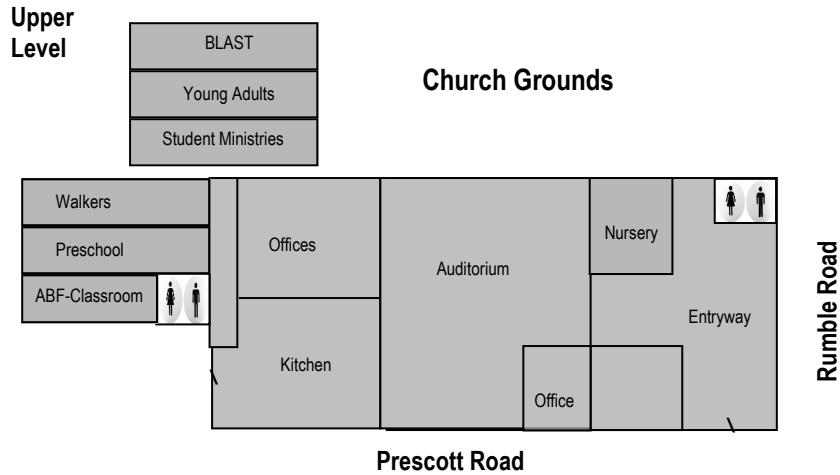 Upper
Level
BLAST
Church Grounds
Young Adults
Student Ministries
Walkers
Preschool
ABF-Classroom
Offices
Auditorium
Nursery
Entryway
Kitchen
Office
Rumble Road
Prescott Road